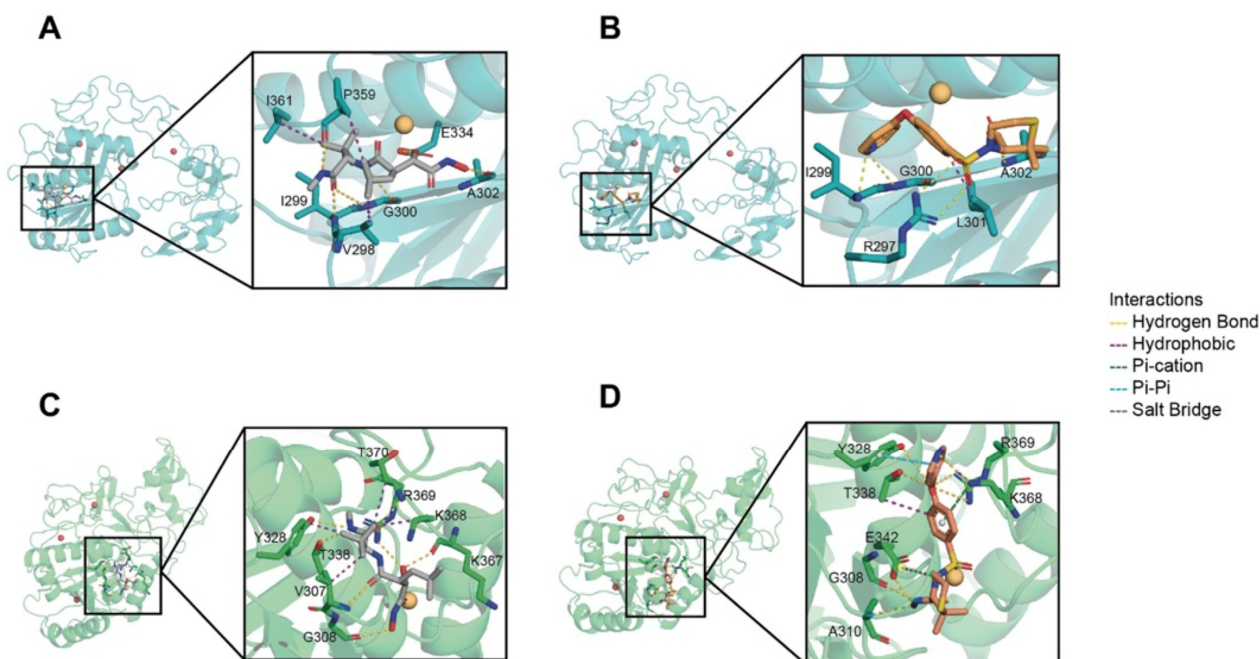 A
I361
P359
E334
I299
G300
A302
V298
B
I299
G300
A302
L301
R297
Interactions
Hydrogen Bond
Hydrophobic
Pi-cation
Pi-Pi
Salt Bridge
C
T370
R369
K368
Y328
T338
K367
V307
G308
D
Y328
R369
T338
K368
E342
G308
A310